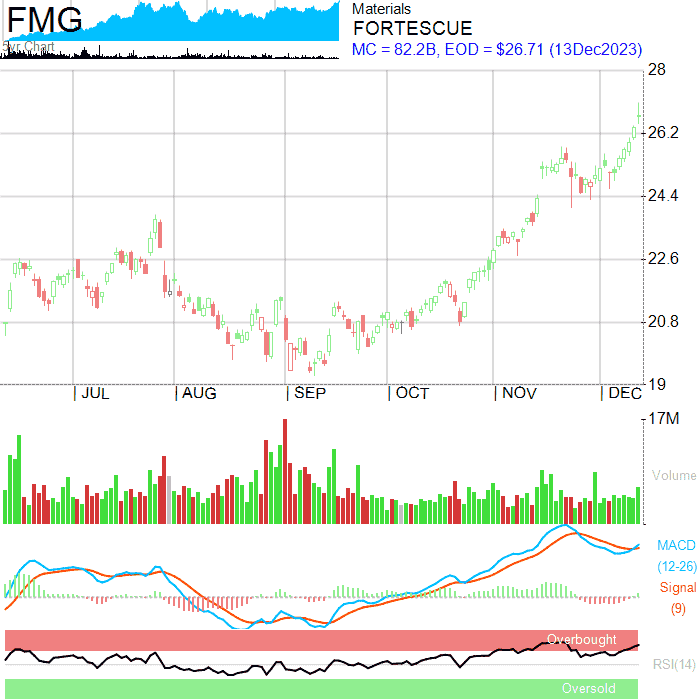 FMG
5yr Chart
Materials
FORTESCUE
MC = 82.2B, EOD = $26.71 (13Dec2023)
28
26.2
24.4
22.6
20.8
19
JUL AUG SEP OCT NOV DEC
17M
Volume
MACD
(12-26)
Signal
(9)
Overbought
RSI(14)
Oversold